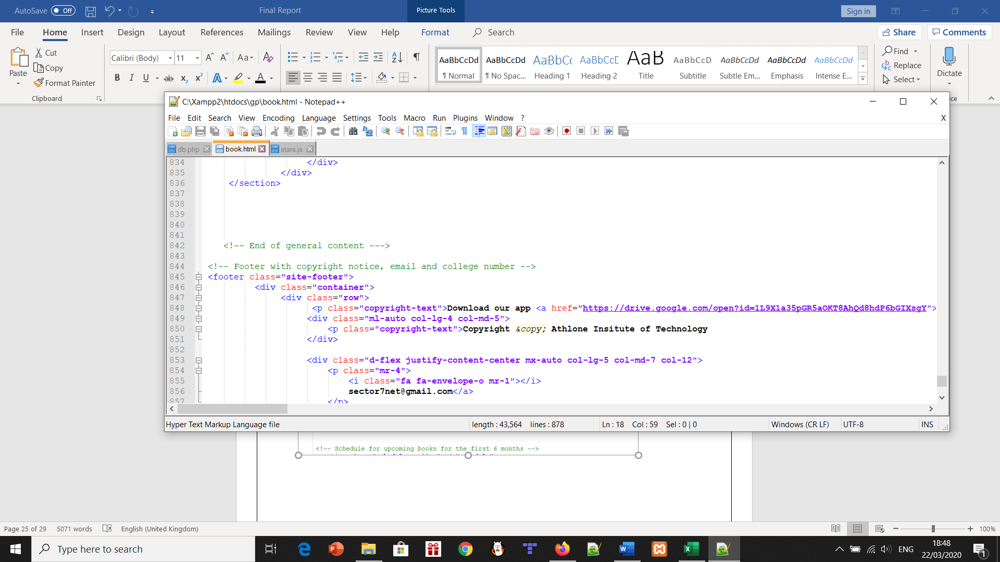 AutoSave Off Final Report Picture Tools Sign in
File Home Insert Design Layout References Mailings Review View Help Format Search Share Comments
Paste Cut Copy Format Painter
Clipboard
Calibri (Body) 11
AaBbCcDd AaBbCcDd AaBbCc AaBbCcC AaB AaBbCcD AaBbCcDd AaBbCcDd AaBbCcDd
¶ Normal ¶ No Spac... Heading 1 Heading 2 Title Subtitle Subtle Em... Emphasis Intense E...
Find
Replace
Select
Dictate
ice
C:\Xampp2\htdocs\gp\book.html - Notepad++
File Edit Search View Encoding Language Settings Tools Macro Run Plugins Window ? X
db.php book.html stars.js
834 </div>
835 </div>
836 </section>
837
838
839
840
841
842 <!-- End of general content --->
843
844 <!-- Footer with copyright notice, email and college number -->
845 <footer class="site-footer">
846 <div class="container">
847 <div class="row">
848 <p class="copyright-text">Download our app <a href="https://drive.google.com/open?id=1L9X1a35pGR5aOKT8AhQd8hdP6bGIXsgY">
849 <div class="ml-auto col-lg-4 col-md-5">
850 <p class="copyright-text">Copyright &copy; Athlone Insitute of Technology
851 </div>
852
853 <div class="d-flex justify-content-center mx-auto col-lg-5 col-md-7 col-12">
854 <p class="mr-4">
855 <i class="fa fa-envelope-o mr-1"></i>
856 sector7net@gmail.com</a>
857 </p>
Hyper Text Markup Language file length : 43,564 lines : 878 Ln : 18 Col : 59 Sel : 0 | 0 Windows (CR LF) UTF-8 INS
<!-- Schedule for upcoming books for the first 6 months -->
Page 25 of 29 5071 words English (United Kingdom) 100%
Type here to search
ENG 18:48
22/03/2020
1